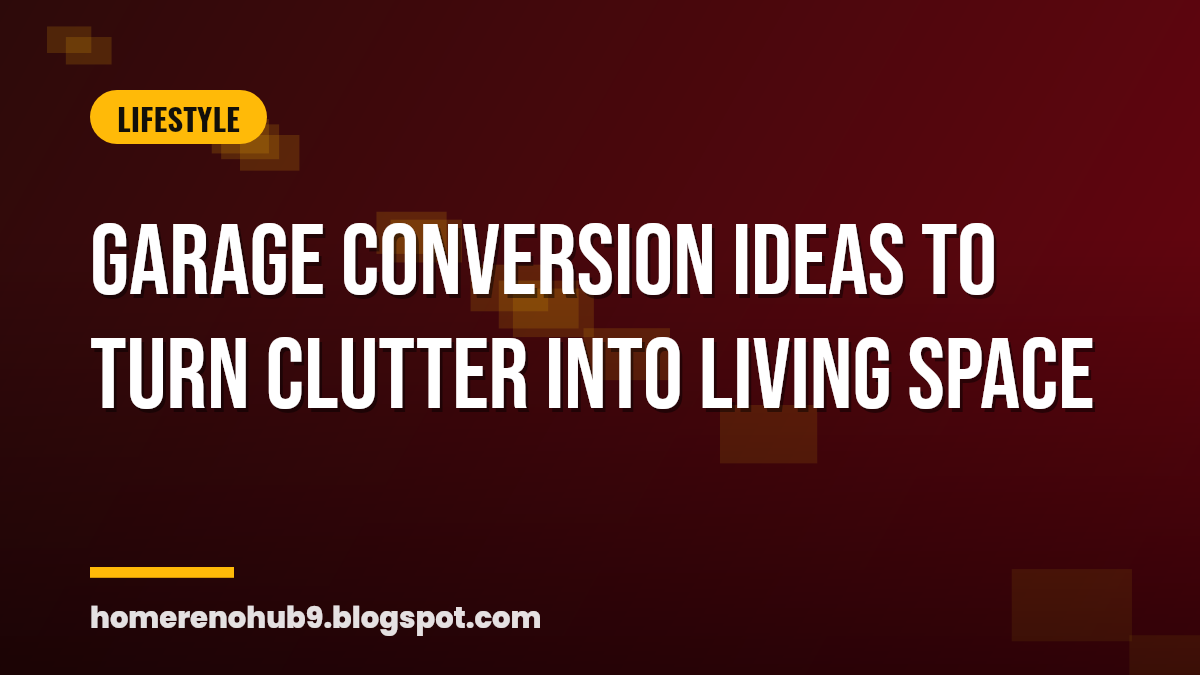 LIFESTYLE
GARAGE CONVERSION IDEAS TO
TURN CLUTTER INTO LIVING SPACE
homerenohub9.blogspot.com